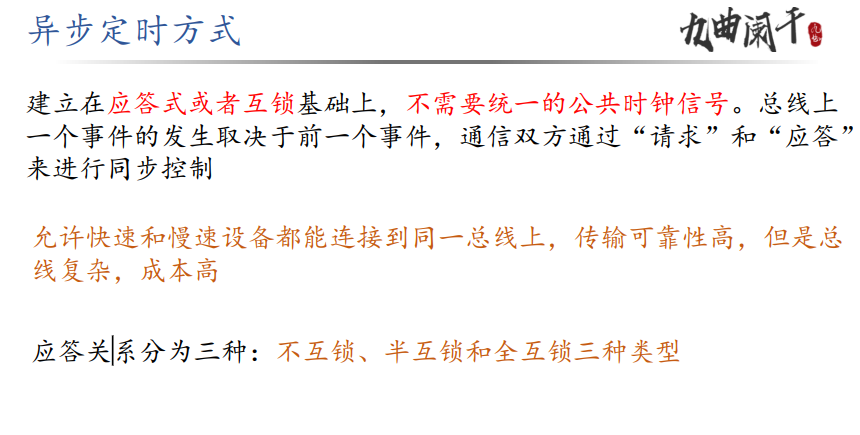 异步定时方式
九曲阑干
建立在应答式或者互锁基础上，不需要统一的公共时钟信号。总线上
一个事件的发生取决于前一个事件，通信双方通过“请求”和“应答”
来进行同步控制
允许快速和慢速设备都能连接到同一总线上，传输可靠性高，但是总
线复杂，成本高
应答关系分为三种：不互锁、半互锁和全互锁三种类型